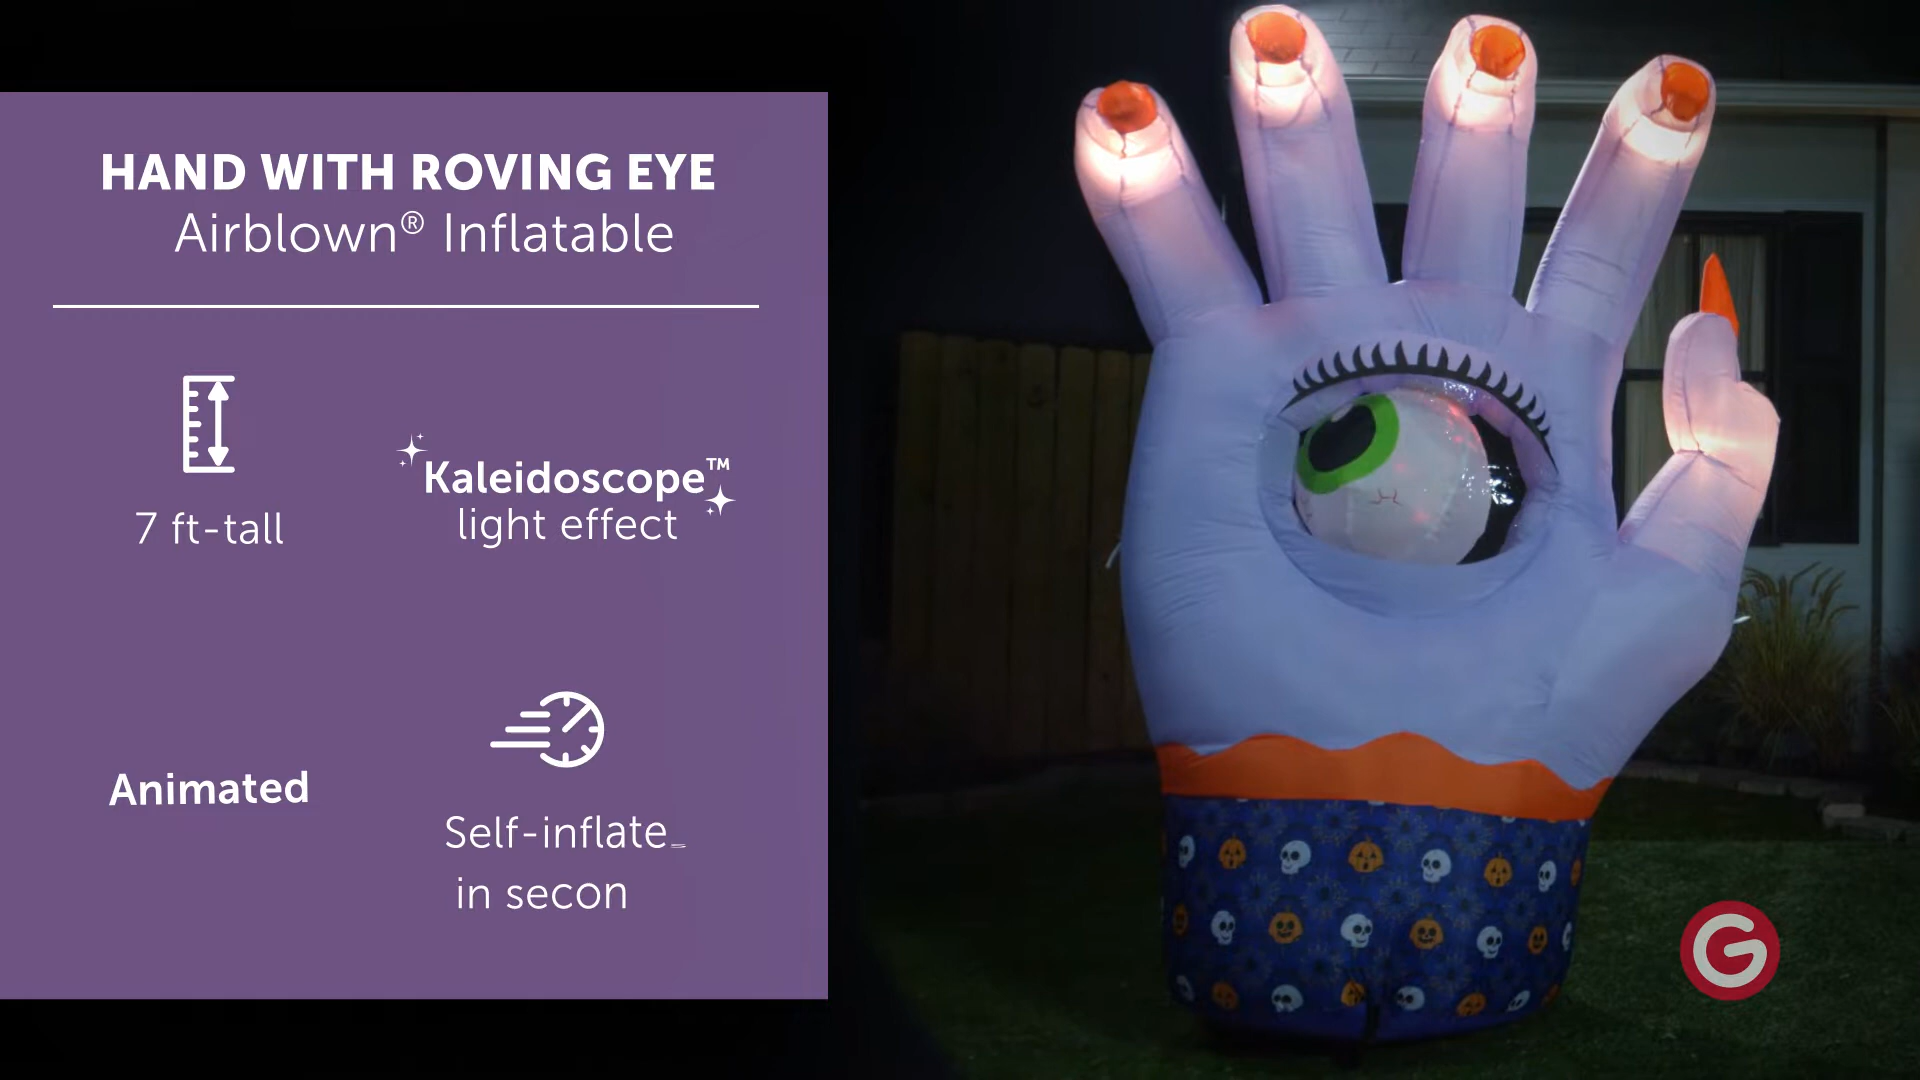 HAND WITH ROVING EYE
Airblown® Inflatable
7 ft-tall
Kaleidoscope™
light effect
Animated
Self-inflate
in secon
G